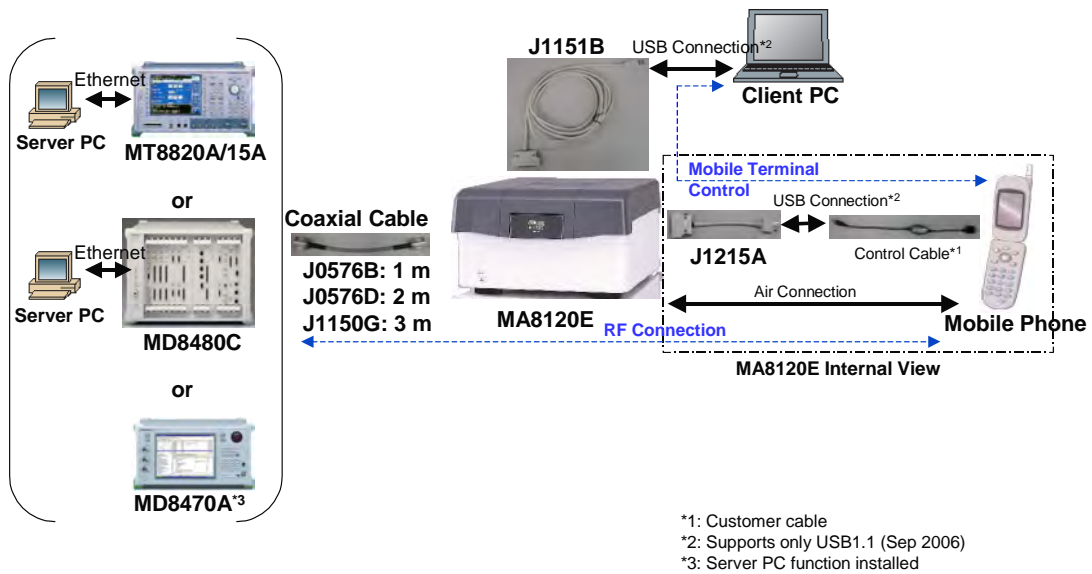 Ethernet
Server PC
MT8820A/15A
or
Ethernet
Server PC
MD8480C
or
MD8470A*3
Coaxial Cable
J0576B: 1 m
J0576D: 2 m
J1150G: 3 m
J1151B
USB Connection*2
Client PC
MA8120E
Mobile Terminal
Control
USB Connection*2
J1215A
Control Cable*1
Air Connection
Mobile Phone
RF Connection
MA8120E Internal View
*1: Customer cable
*2: Supports only USB1.1 (Sep 2006)
*3: Server PC function installed